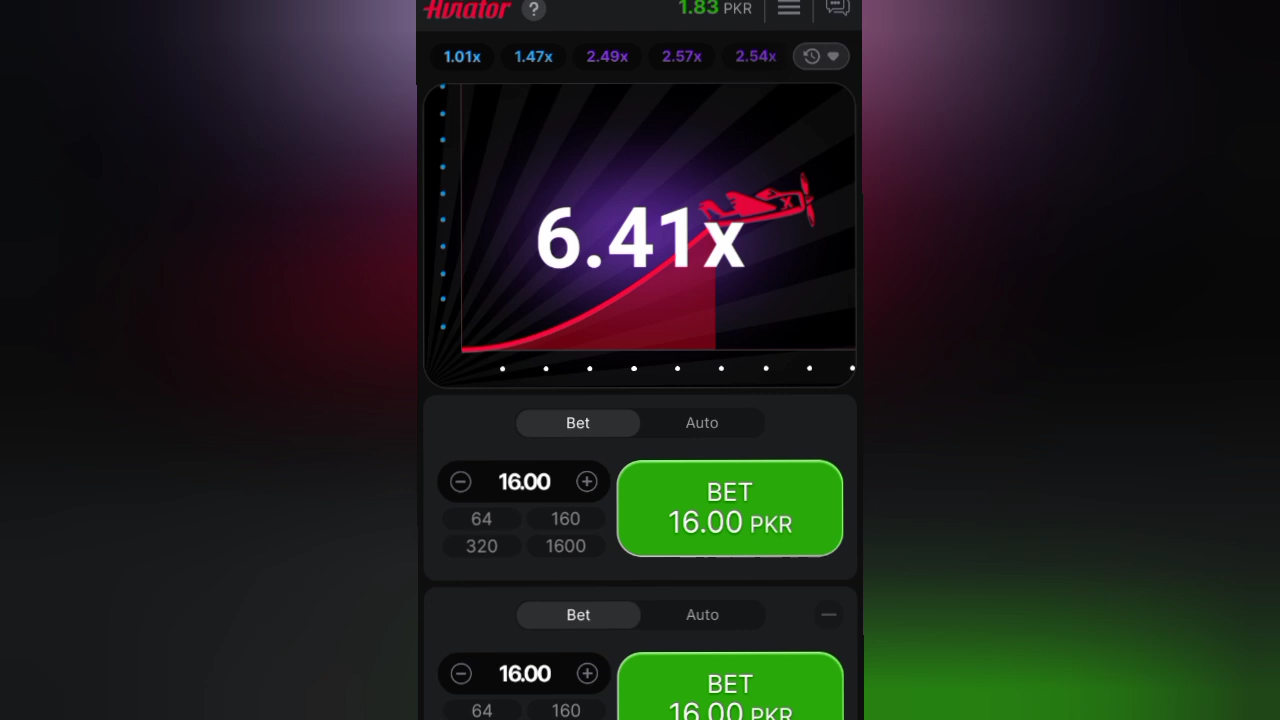 Aviator ? 1.83 PKR
1.01x 1.47x 2.49x 2.57x 2.54x
6.41x
Bet Auto
16.00
64 160
320 1600
BET
16.00 PKR
Bet Auto
16.00
64 160
BET
16.00 PKR